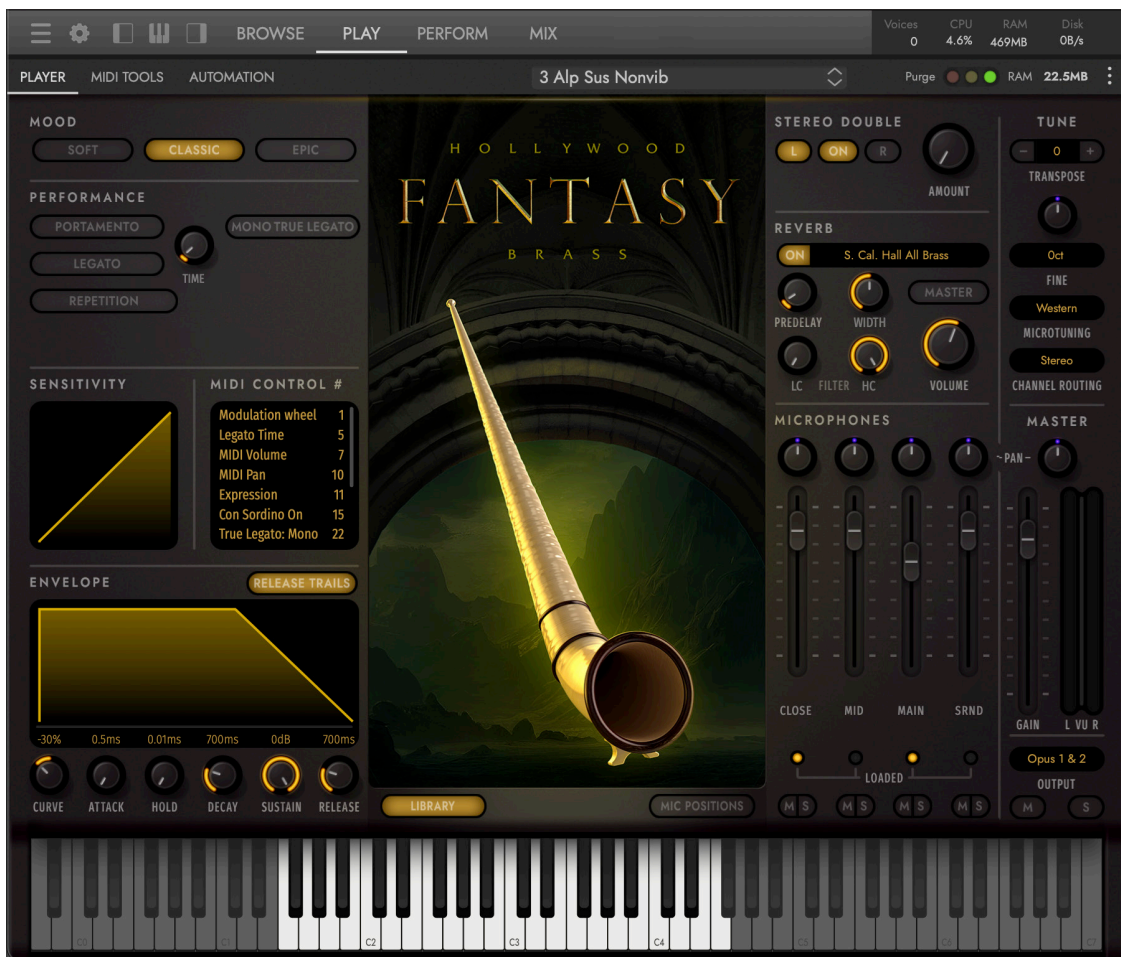 BROWSE PLAY PERFORM MIX
Voices CPU RAM Disk
0 4.6% 469MB 0B/s
PLAYER MIDI TOOLS AUTOMATION
3 Alp Sus Nonvib
Purge RAM 22.5MB
MOOD
SOFT CLASSIC EPIC
PERFORMANCE
PORTAMENTO
LEGATO
REPETITION
TIME
MONO TRUE LEGATO
SENSITIVITY
MIDI CONTROL #
Modulation wheel 1
Legato Time 5
MIDI Volume 7
MIDI Pan 10
Expression 11
Con Sordino On 15
True Legato: Mono 22
ENVELOPE
RELEASE TRAILS
-30% 0.5ms 0.01ms 700ms 0dB 700ms
CURVE ATTACK HOLD DECAY SUSTAIN RELEASE
HOLLYWOOD
FANTASY
BRASS
LIBRARY
MIC POSITIONS
STEREO DOUBLE
L ON R
AMOUNT
REVERB
ON S. Cal. Hall All Brass
PREDELAY WIDTH
MASTER
LC FILTER HC
VOLUME
MICROPHONES
CLOSE MID MAIN SRND
LOADED
M S M S M S M S
TUNE
- 0 +
TRANSPOSE
0ct
FINE
Western
MICROTUNING
Stereo
CHANNEL ROUTING
MASTER
~PAN-
GAIN L VU R
Opus 1 & 2
OUTPUT
M S
C0 C1 C2 C3 C4 C5 C6 C7